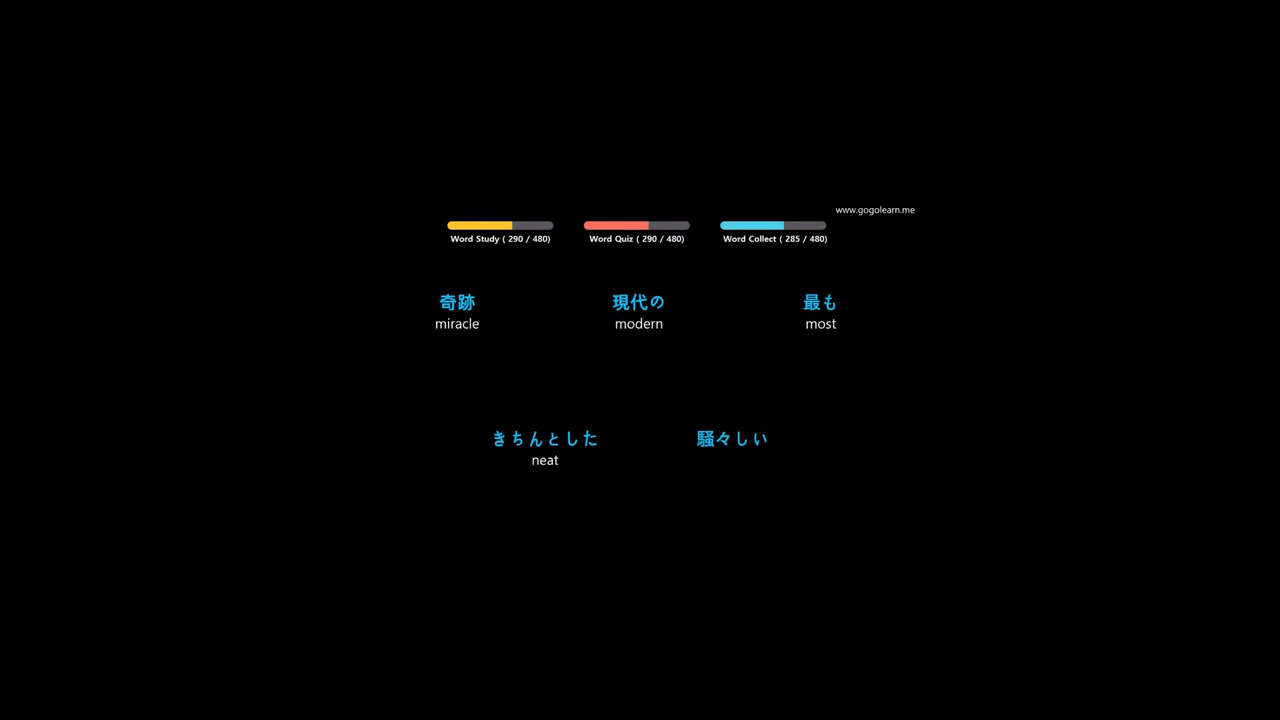 www.gogolearn.me
Word Study ( 290 / 480)
Word Quiz ( 290 / 480)
Word Collect ( 285 / 480)
奇跡
miracle
現代の
modern
最も
most
きちんとした
neat
騒々しい